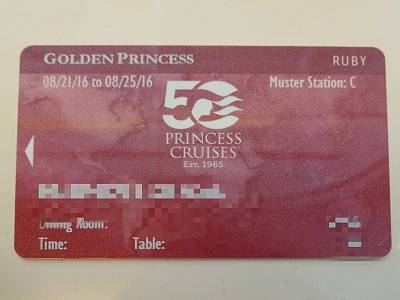 GOLDEN PRINCESS RUBY
08/21/16 to 08/25/16 Muster Station: C
50
PRINCESS
CRUISES
EST. 1965
Dining Room:
Time: Table: